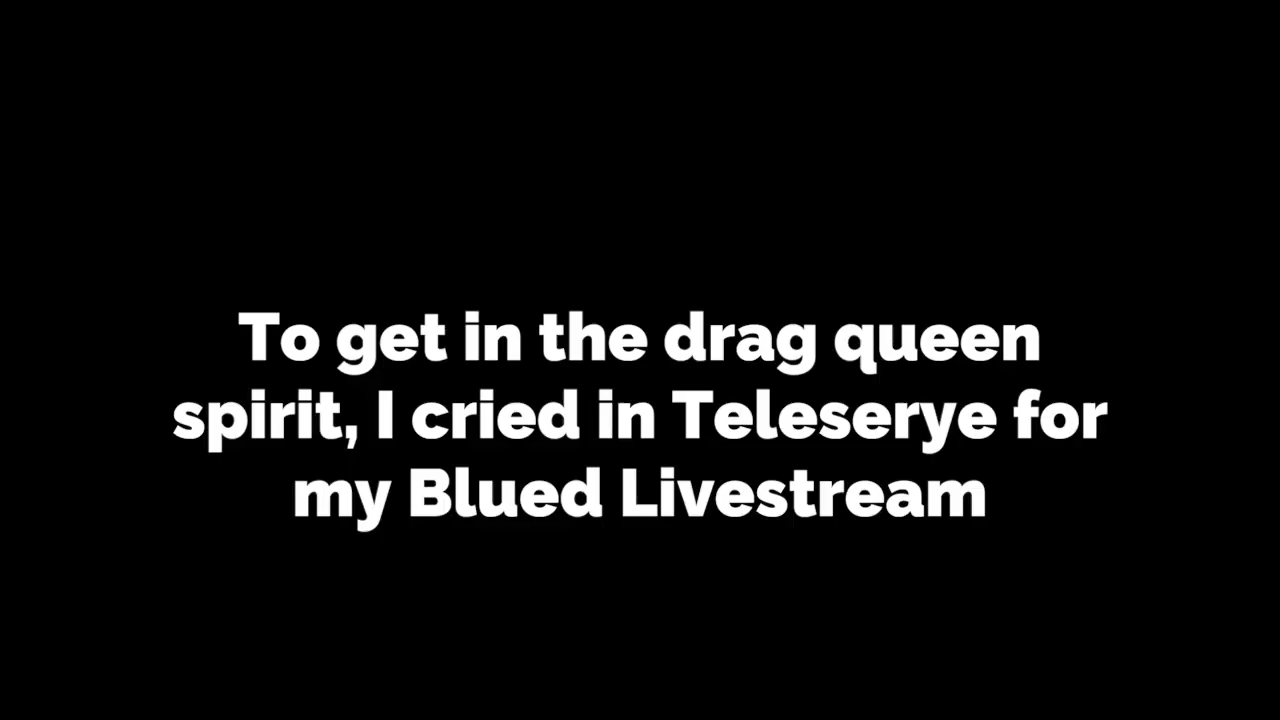 To get in the drag queen
spirit, I cried in Teleserye for
my Blued Livestream